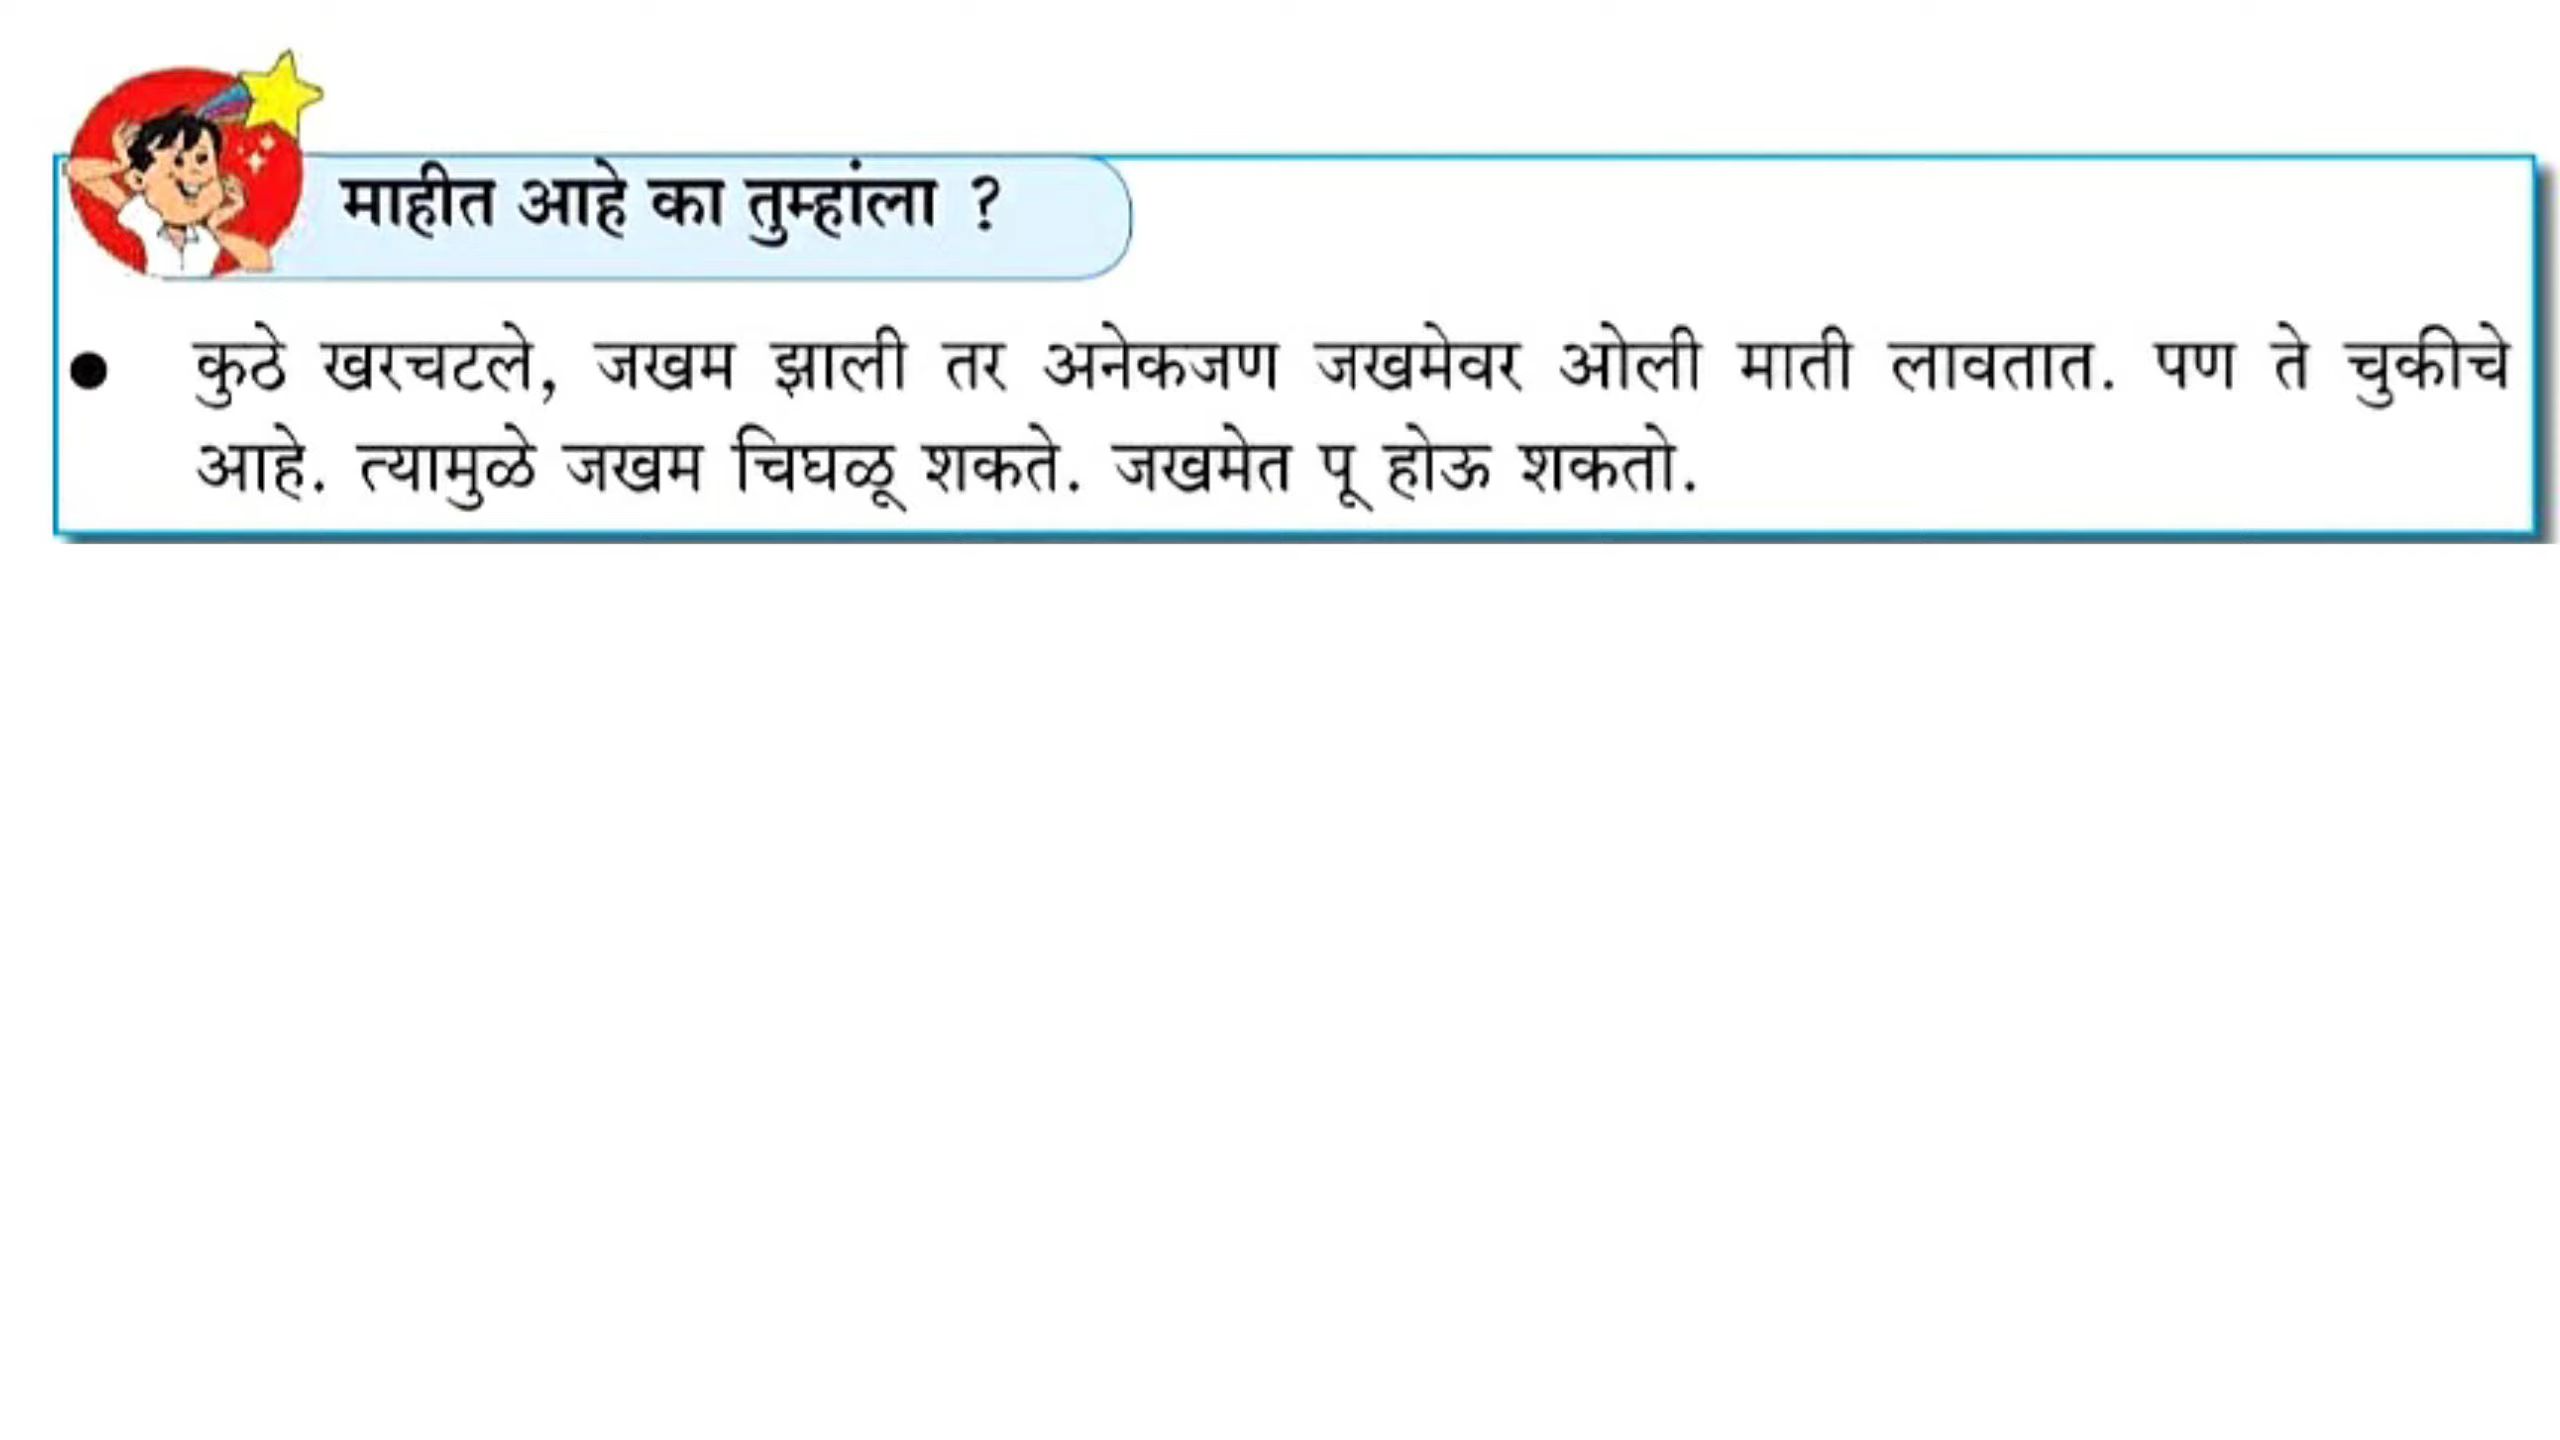 माहीत आहे का तुम्हांला ?
● कुठे खरचटले, जखम झाली तर अनेकजण जखमेवर ओली माती लावतात. पण ते चुकीचे
आहे. त्यामुळे जखम चिघळू शकते. जखमेत पू होऊ शकतो.